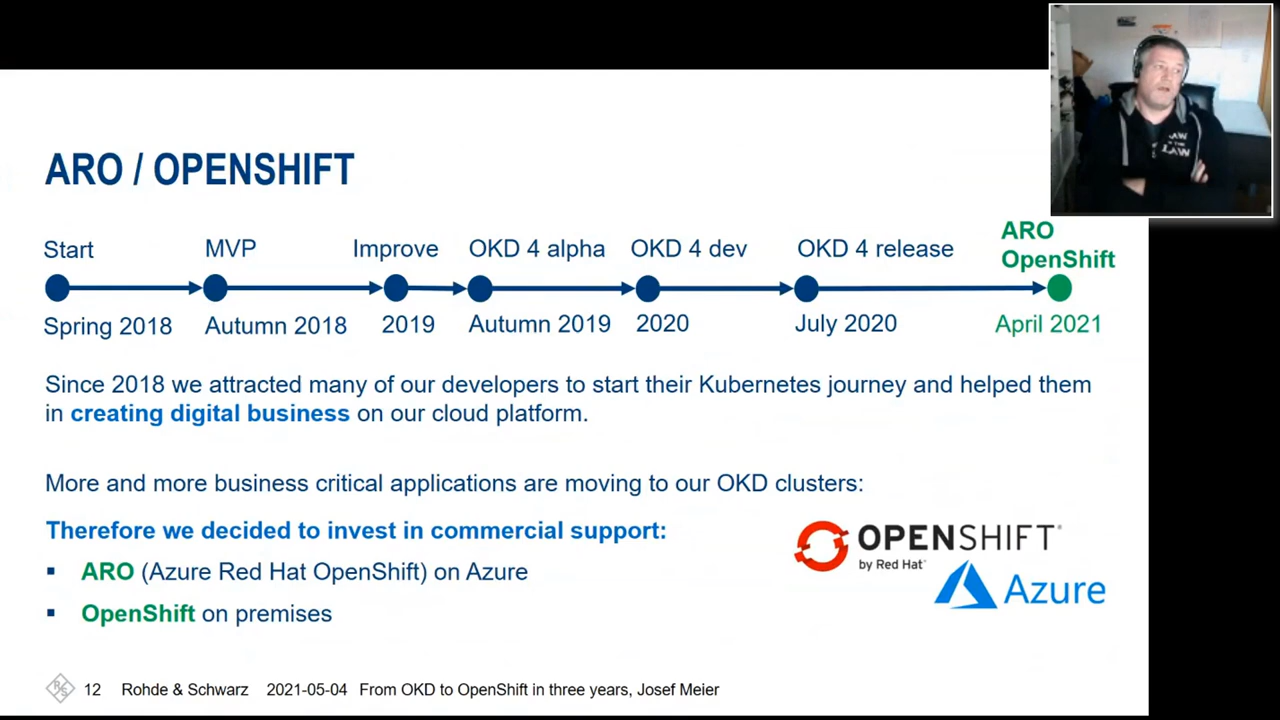 ARO / OPENSHIFT
Start MVP Improve OKD 4 alpha OKD 4 dev OKD 4 release ARO OpenShift
Spring 2018 Autumn 2018 2019 Autumn 2019 2020 July 2020 April 2021
Since 2018 we attracted many of our developers to start their Kubernetes journey and helped them
in creating digital business on our cloud platform.
More and more business critical applications are moving to our OKD clusters:
Therefore we decided to invest in commercial support:
▪ ARO (Azure Red Hat OpenShift) on Azure
▪ OpenShift on premises
OPENSHIFT
by Red Hat
Azure
12 Rohde & Schwarz 2021-05-04 From OKD to OpenShift in three years, Josef Meier
LAW